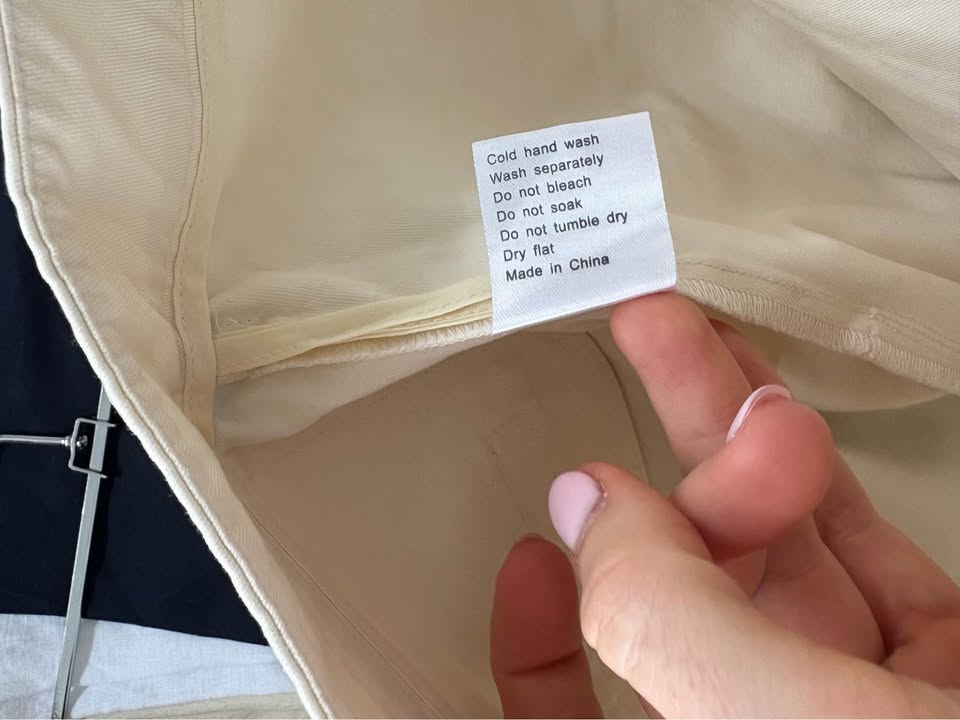 Cold hand wash
Wash separately
Do not bleach
Do not soak
Do not tumble dry
Dry flat
Made in China